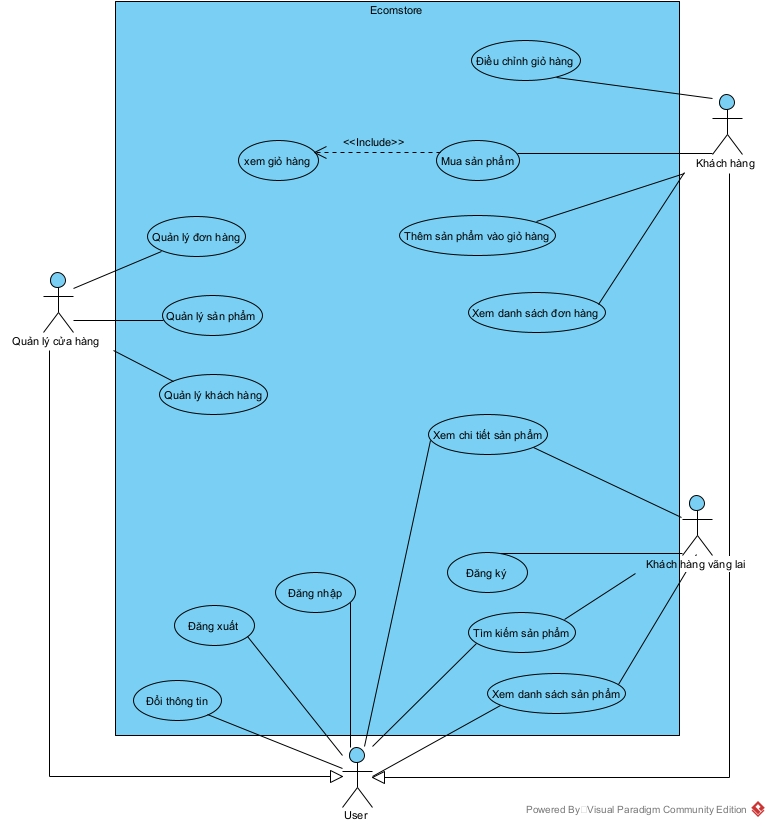 Ecomstore
Điều chỉnh giỏ hàng
<<Include>>
xem giỏ hàng
Mua sản phẩm
Khách hàng
Quản lý đơn hàng
Thêm sản phẩm vào giỏ hàng
Quản lý sản phẩm
Xem danh sách đơn hàng
Quản lý cửa hàng
Quản lý khách hàng
Xem chi tiết sản phẩm
Khách hàng vãng lai
Đăng ký
Đăng nhập
Đăng xuất
Tìm kiếm sản phẩm
Xem danh sách sản phẩm
Đổi thông tin
User
Powered By Visual Paradigm Community Edition